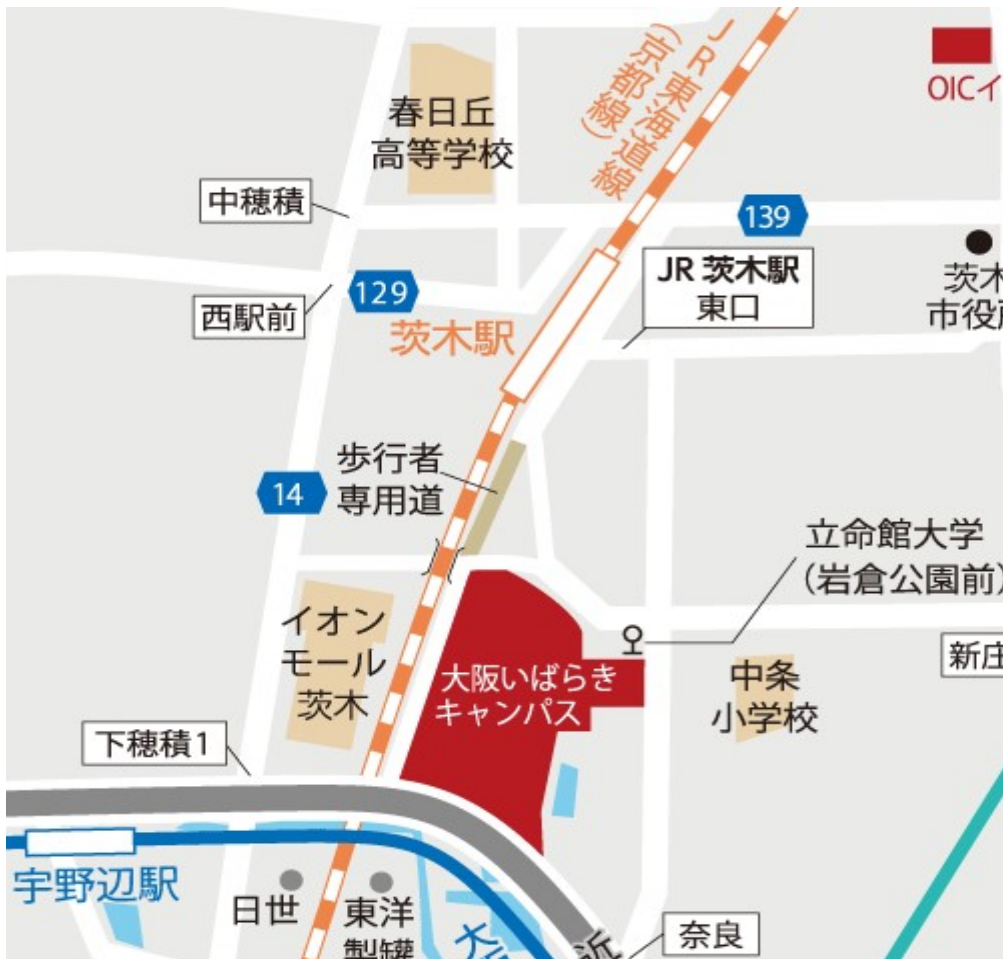 JR東海道線
(京都線)
OICイ
春日丘
高等学校
中穂積
139
JR 茨木駅
東口
茨木
市役所
129
西駅前
茨木駅
歩行者
専用道
14
立命館大学
(岩倉公園前)
イオン
モール
茨木
大阪いばらき
キャンパス
中条
小学校
新庄
下穂積1
宇野辺駅
日世
東洋
製罐
大
近
奈良